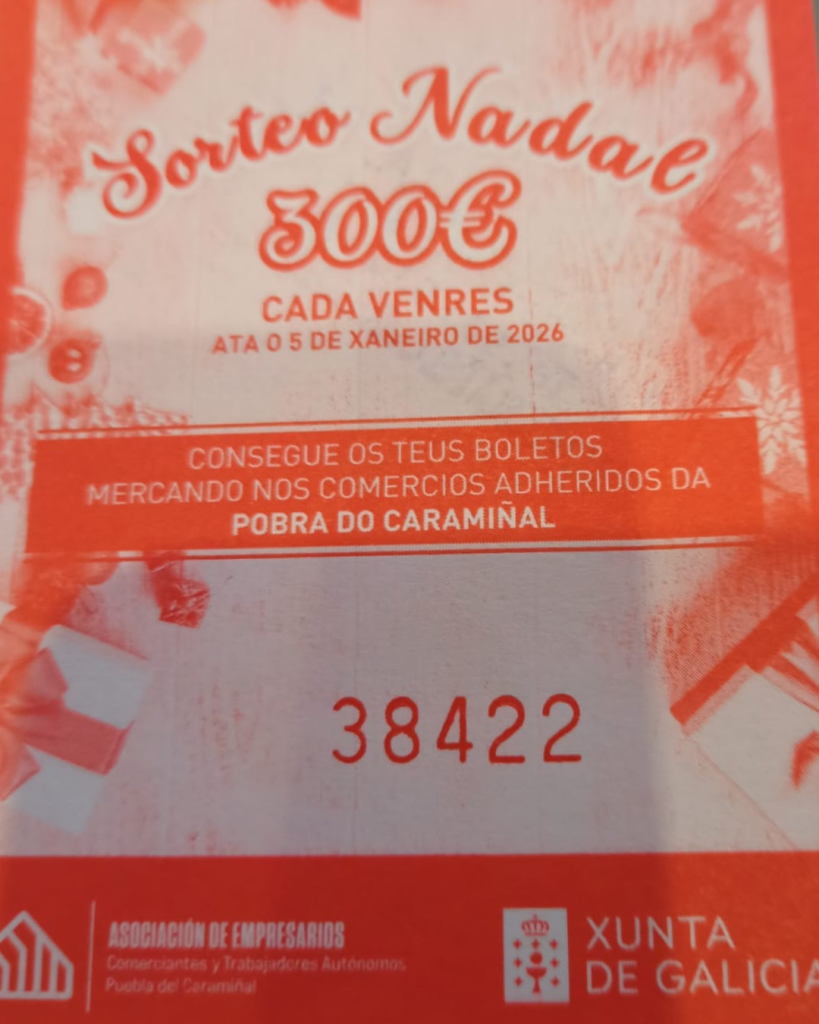 Sorteo Nadal
300€
CADA VENRES
ATA O 5 DE XANEIRO DE 2026
CONSEGUE OS TEUS BOLETOS
MERCANDO NOS COMERCIOS ADHERIDOS DA
POBRA DO CARAMIÑAL
38422
ASOCIACIÓN DE EMPRESARIOS
Comerciantes y Trabajadores Autónomos
Puebla del Caramiñal
XUNTA
DE GALICIA